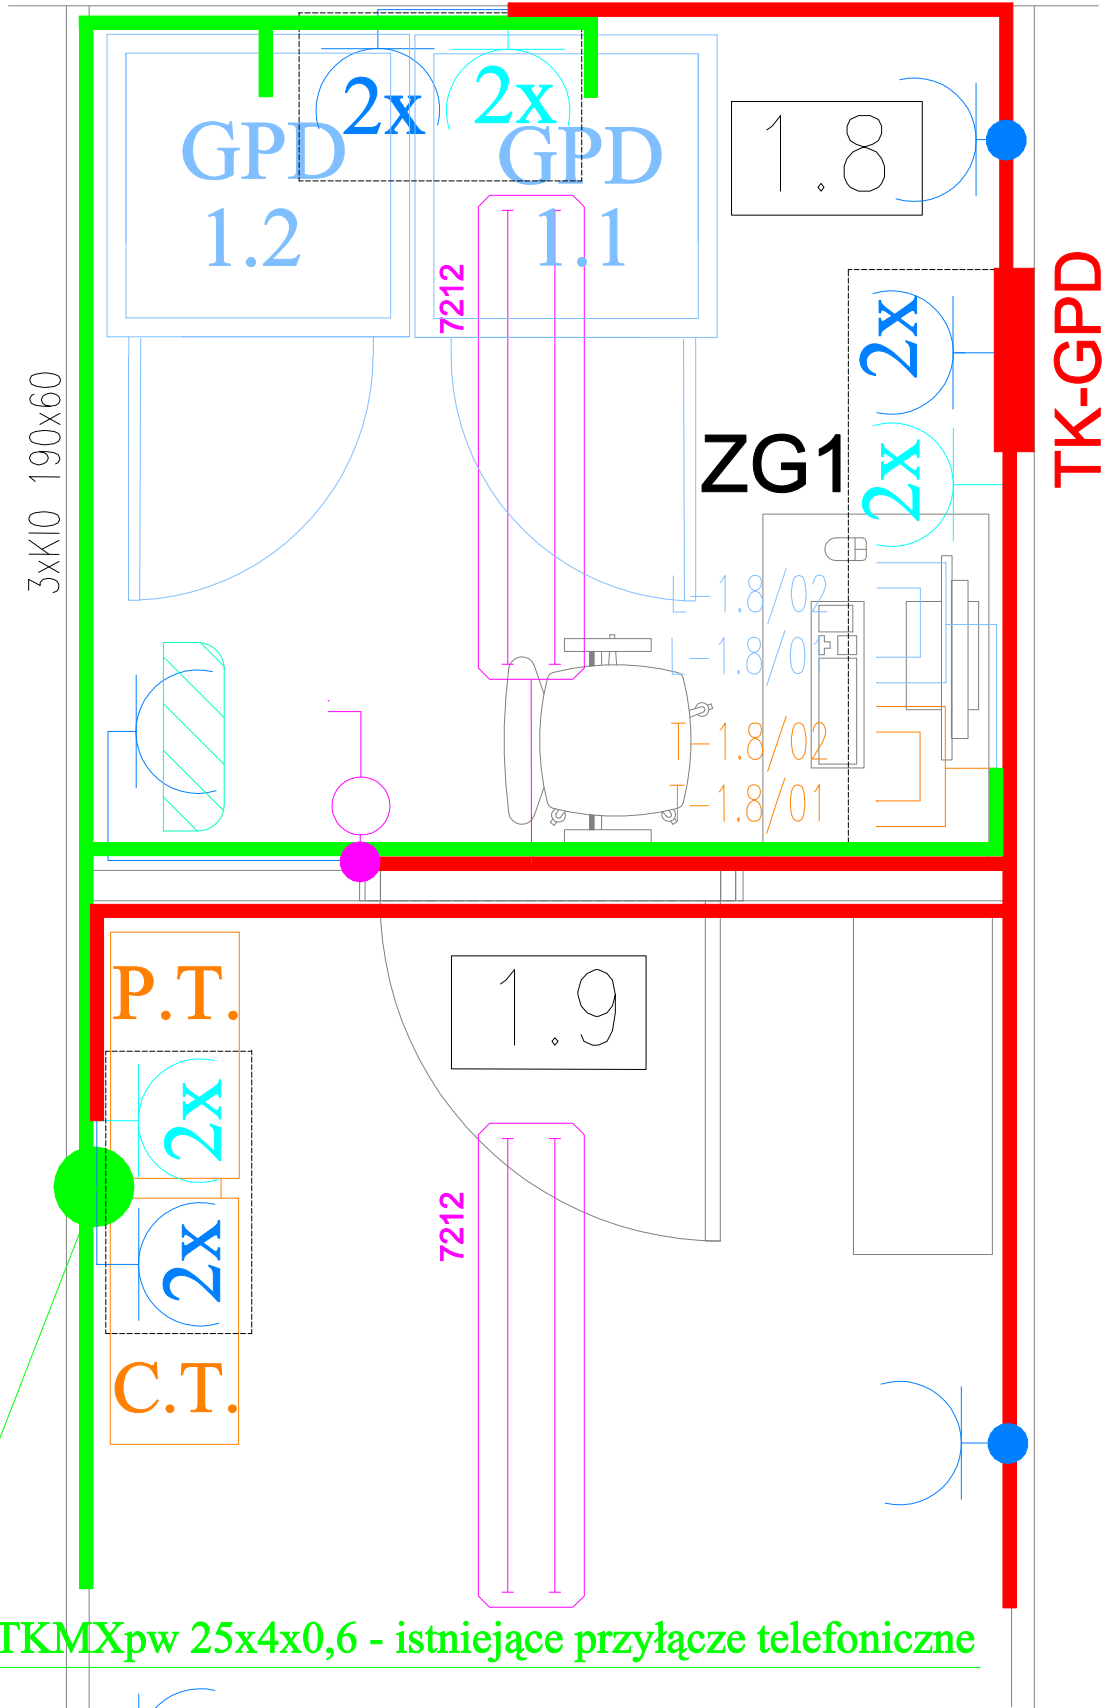 2x
2x
GPD
1.2
GPD
1.1
1.8
7212
TK-GPD
2x
3xKIO 190x60
ZG1
2x
L-1.8/02
L-1.8/01
T-1.8/02
T-1.8/01
P.T.
1.9
2x
7212
2x
C.T.
TKMXpw 25x4x0,6 - istniejące przyłącze telefoniczne